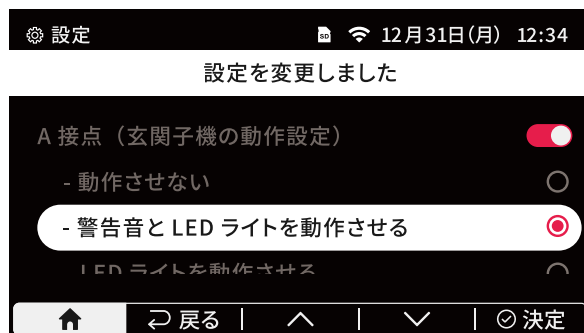 設定 SD 12月31日(月) 12:34
設定を変更しました
A 接点（玄関子機の動作設定）
- 動作させない
- 警告音と LED ライトを動作させる
LED ライトを動作させる
戻る 決定